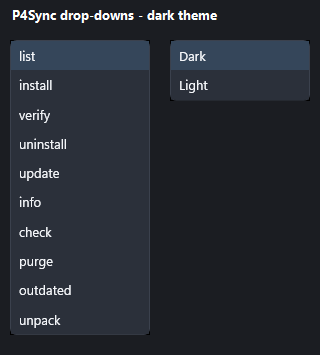 P4Sync drop-downs - dark theme
list
install
verify
uninstall
update
info
check
purge
outdated
unpack
Dark
Light